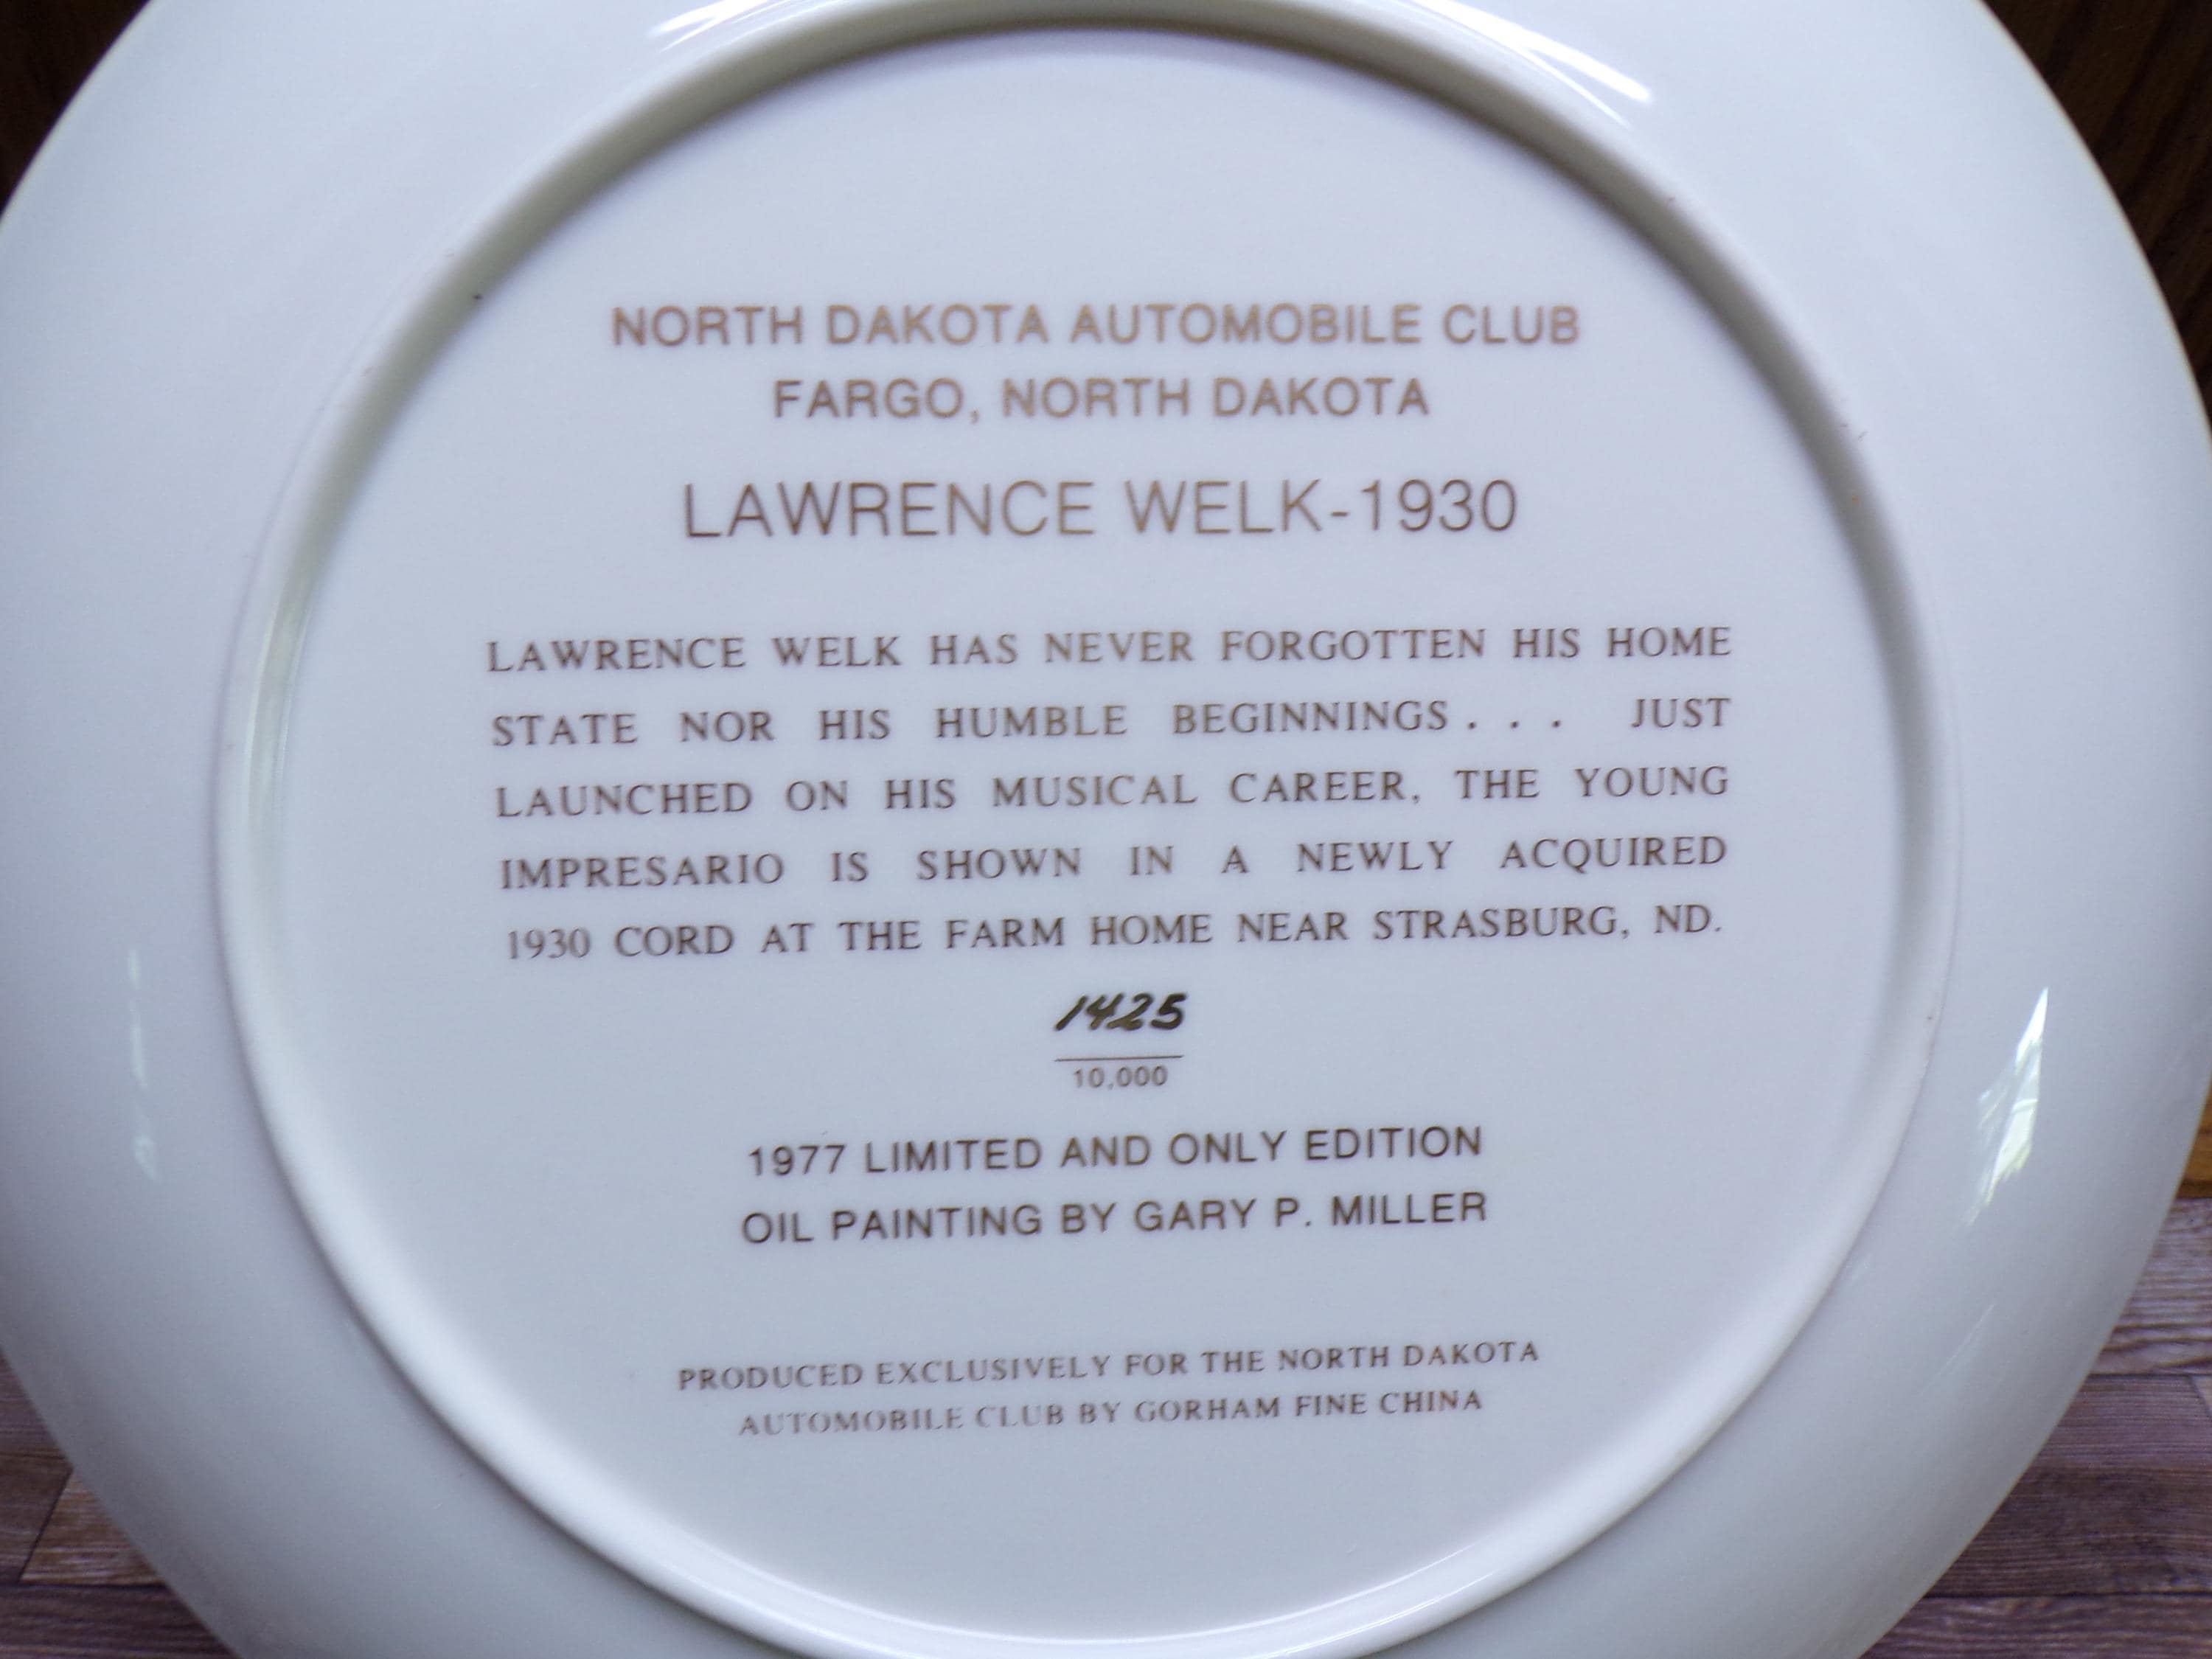 NORTH DAKOTA AUTOMOBILE CLUB
FARGO, NORTH DAKOTA
LAWRENCE WELK-1930
LAWRENCE WELK HAS NEVER FORGOTTEN HIS HOME
STATE NOR HIS HUMBLE BEGINNINGS . . . JUST
LAUNCHED ON HIS MUSICAL CAREER, THE YOUNG
IMPRESARIO IS SHOWN IN A NEWLY ACQUIRED
1930 CORD AT THE FARM HOME NEAR STRASBURG, ND.
1425
10,000
1977 LIMITED AND ONLY EDITION
OIL PAINTING BY GARY P. MILLER
PRODUCED EXCLUSIVELY FOR THE NORTH DAKOTA
AUTOMOBILE CLUB BY GORHAM FINE CHINA